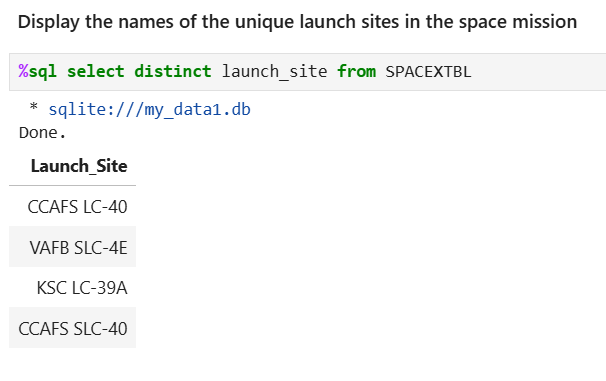 Display the names of the unique launch sites in the space mission
%sql select distinct launch_site from SPACEXTBL
* sqlite:///my_data1.db
Done.
Launch_Site
CCAFS LC-40
VAFB SLC-4E
KSC LC-39A
CCAFS SLC-40